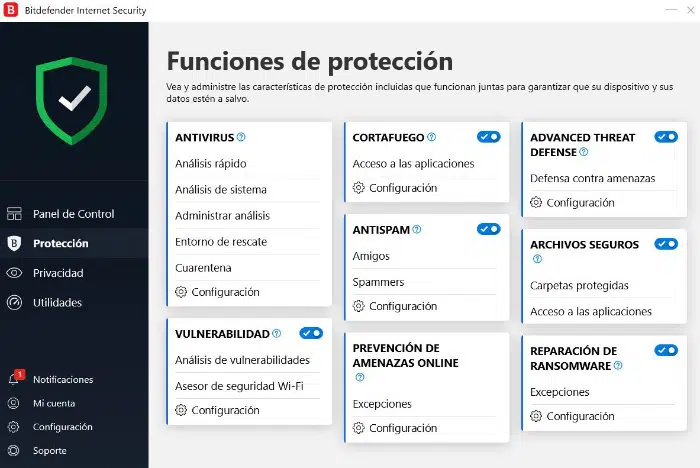 B Bitdefender Internet Security
Panel de Control
B Protección
Privacidad
Utilidades
1
Notificaciones
Mi cuenta
Configuración
Soporte
Funciones de protección
Vea y administre las características de protección incluidas que funcionan juntas para garantizar que su dispositivo y sus
datos estén a salvo.
ANTIVIRUS ?
Análisis rápido
Análisis de sistema
Administrar análisis
Entorno de rescate
Cuarentena
Configuración
VULNERABILIDAD ?
Análisis de vulnerabilidades
Asesor de seguridad Wi-Fi
Configuración
CORTAFUEGO ?
Acceso a las aplicaciones
Configuración
ANTISPAM ?
Amigos
Spammers
Configuración
PREVENCIÓN DE
AMENAZAS ONLINE
?
Excepciones
Configuración
ADVANCED THREAT
DEFENSE ?
Defensa contra amenazas
Configuración
ARCHIVOS SEGUROS
?
Carpetas protegidas
Acceso a las aplicaciones
REPARACIÓN DE
RANSOMWARE ?
Excepciones
Configuración